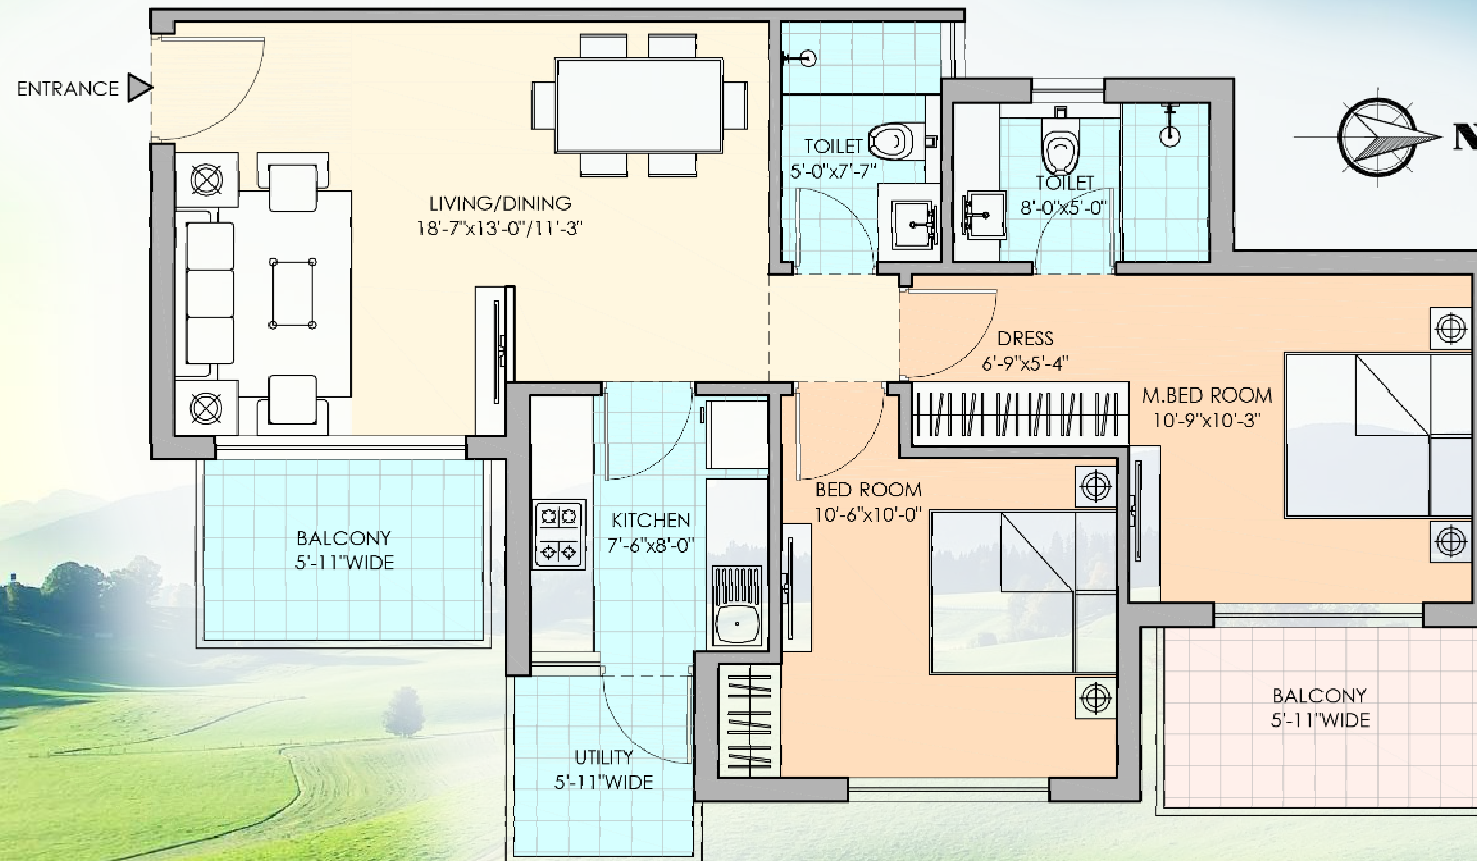 ENTRANCE
N
TOILET
5'-0"x7'-7"
TOILET
8'-0"x5'-0"
LIVING/DINING
18'-7"x13'-0"/11'-3"
DRESS
6'-9"x5'-4"
M.BED ROOM
10'-9"x10'-3"
BED ROOM
10'-6"x10'-0"
KITCHEN
7'-6"x8'-0"
BALCONY
5'-11"WIDE
BALCONY
5'-11"WIDE
UTILITY
5'-11"WIDE